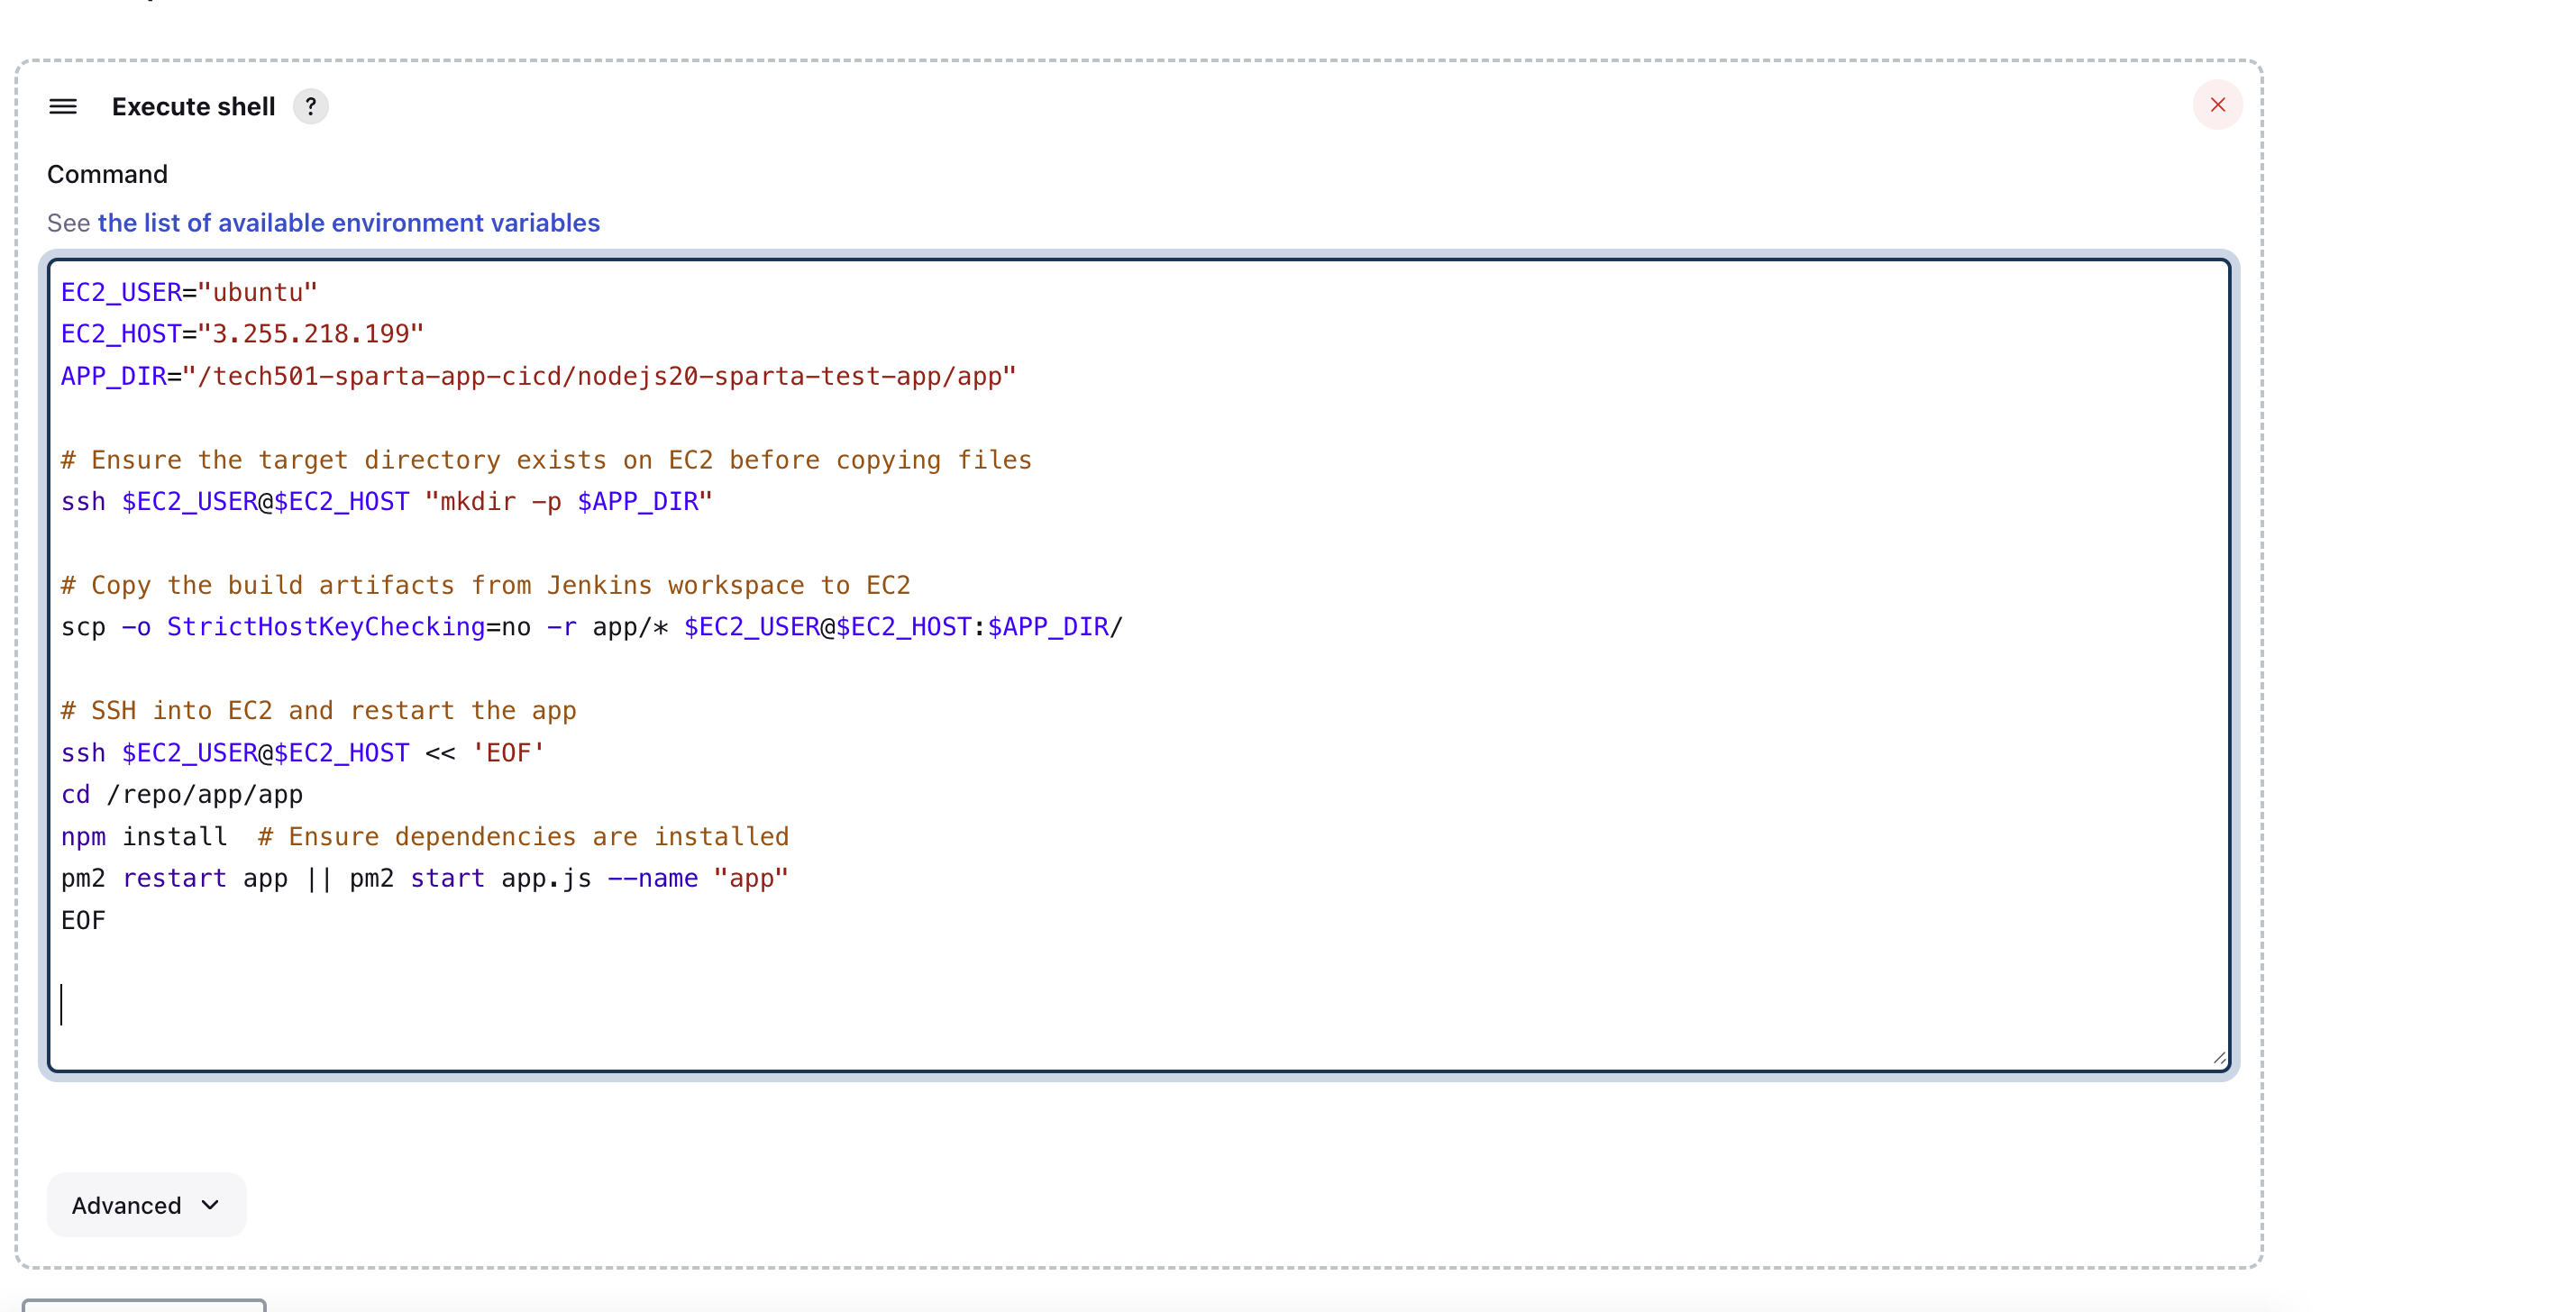 Execute shell ?
Command
See the list of available environment variables
EC2_USER="ubuntu"
EC2_HOST="3.255.218.199"
APP_DIR="/tech501-sparta-app-cicd/nodejs20-sparta-test-app/app"
# Ensure the target directory exists on EC2 before copying files
ssh $EC2_USER@$EC2_HOST "mkdir -p $APP_DIR"
# Copy the build artifacts from Jenkins workspace to EC2
scp -o StrictHostKeyChecking=no -r app/* $EC2_USER@$EC2_HOST:$APP_DIR/
# SSH into EC2 and restart the app
ssh $EC2_USER@$EC2_HOST << 'EOF'
cd /repo/app/app
npm install  # Ensure dependencies are installed
pm2 restart app || pm2 start app.js --name "app"
EOF
Advanced